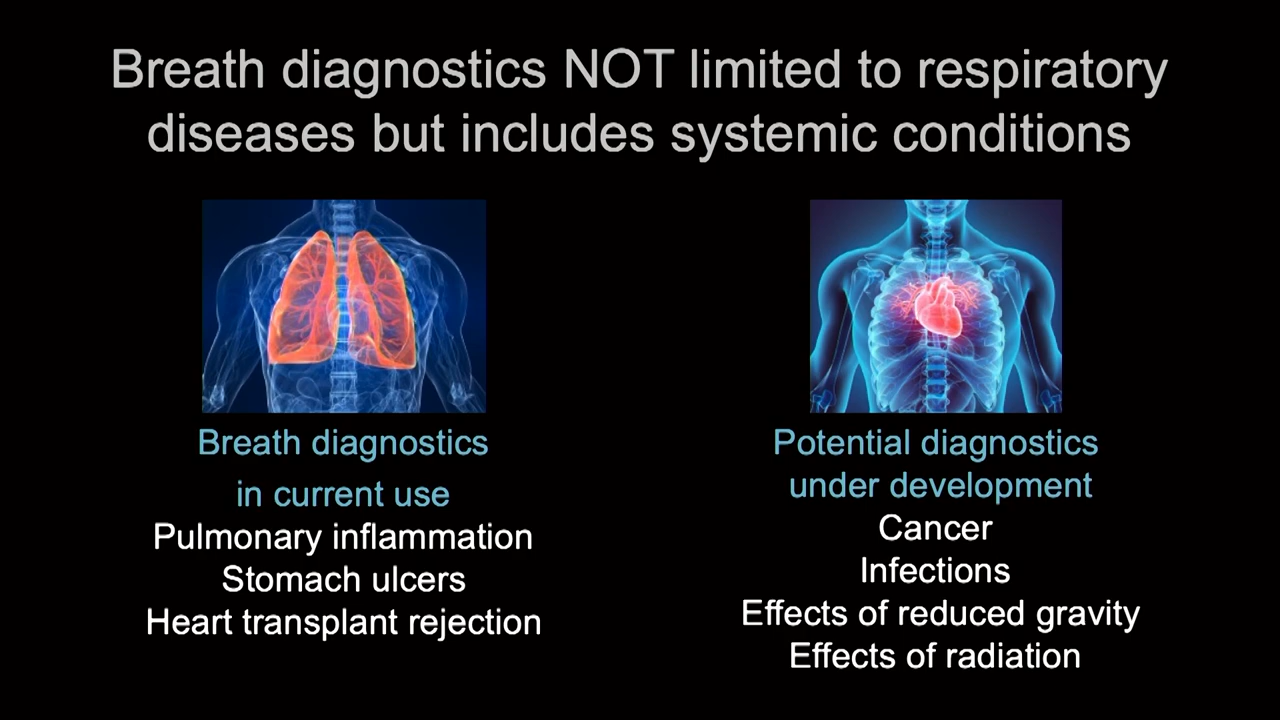 Breath diagnostics NOT limited to respiratory
diseases but includes systemic conditions
Breath diagnostics
in current use
Pulmonary inflammation
Stomach ulcers
Heart transplant rejection
Potential diagnostics
under development
Cancer
Infections
Effects of reduced gravity
Effects of radiation